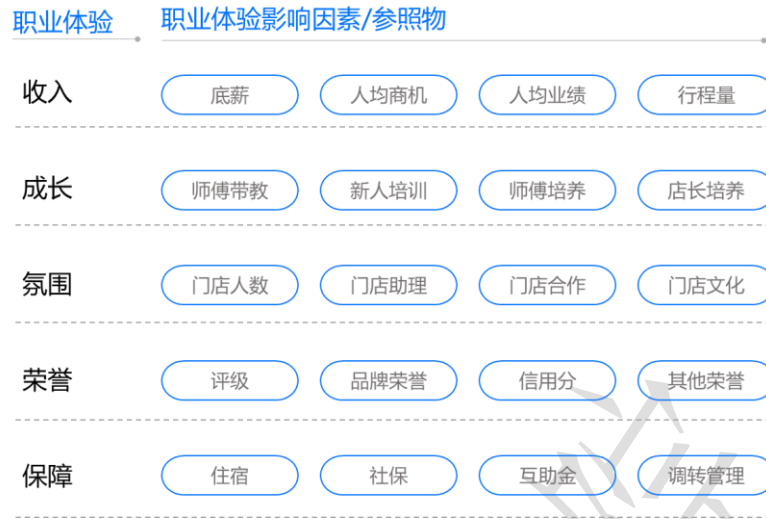 职业体验 职业体验影响因素/参照物
收入 底薪 人均商机 人均业绩 行程量
成长 师傅带教 新人培训 师傅培养 店长培养
氛围 门店人数 门店助理 门店合作 门店文化
荣誉 评级 品牌荣誉 信用分 其他荣誉
保障 住宿 社保 互助金 调转管理